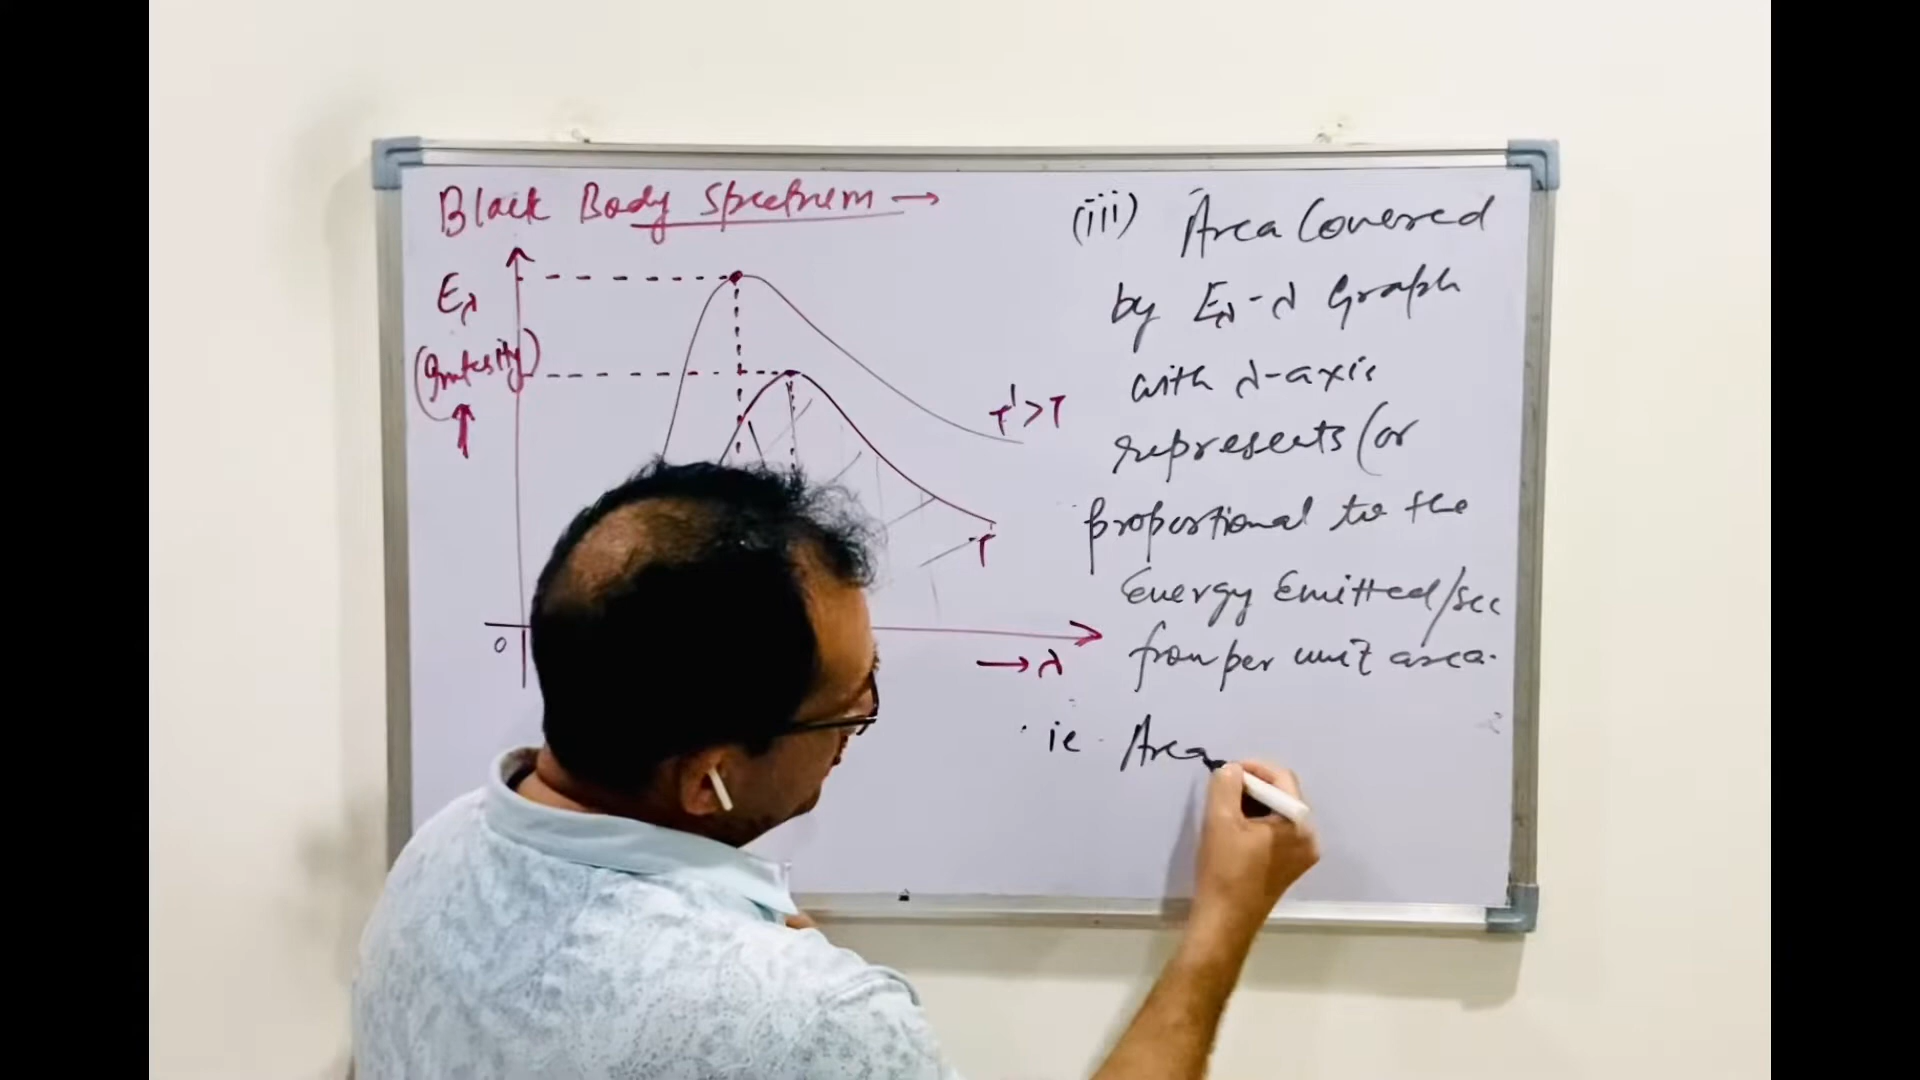 Black Body Spectrum →
Eλ
(Intesity)
T'>T
T
0
→ λ
(iii) Area Covered
by Eλ-λ Graph
with λ-axis
represents (or
proportional to the
Energy Emitted/sec
from per unit area.
ie Area